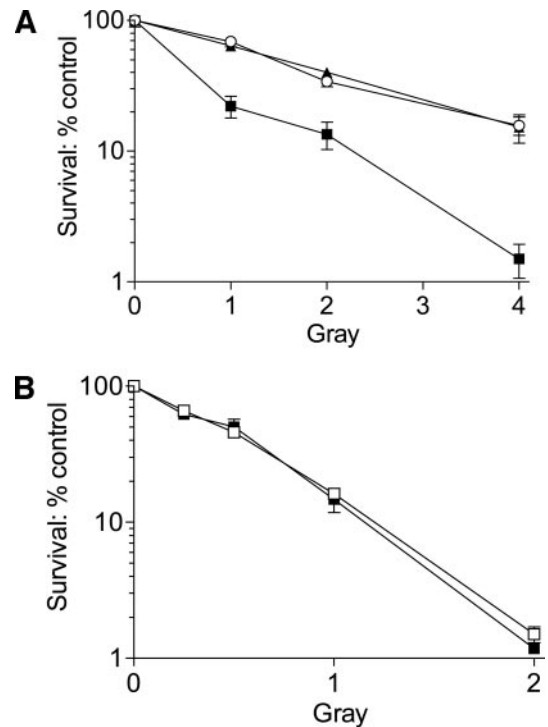 A
Survival: % control
100
10
1
0 1 2 3 4
Gray
B
Survival: % control
100
10
1
0 1 2
Gray